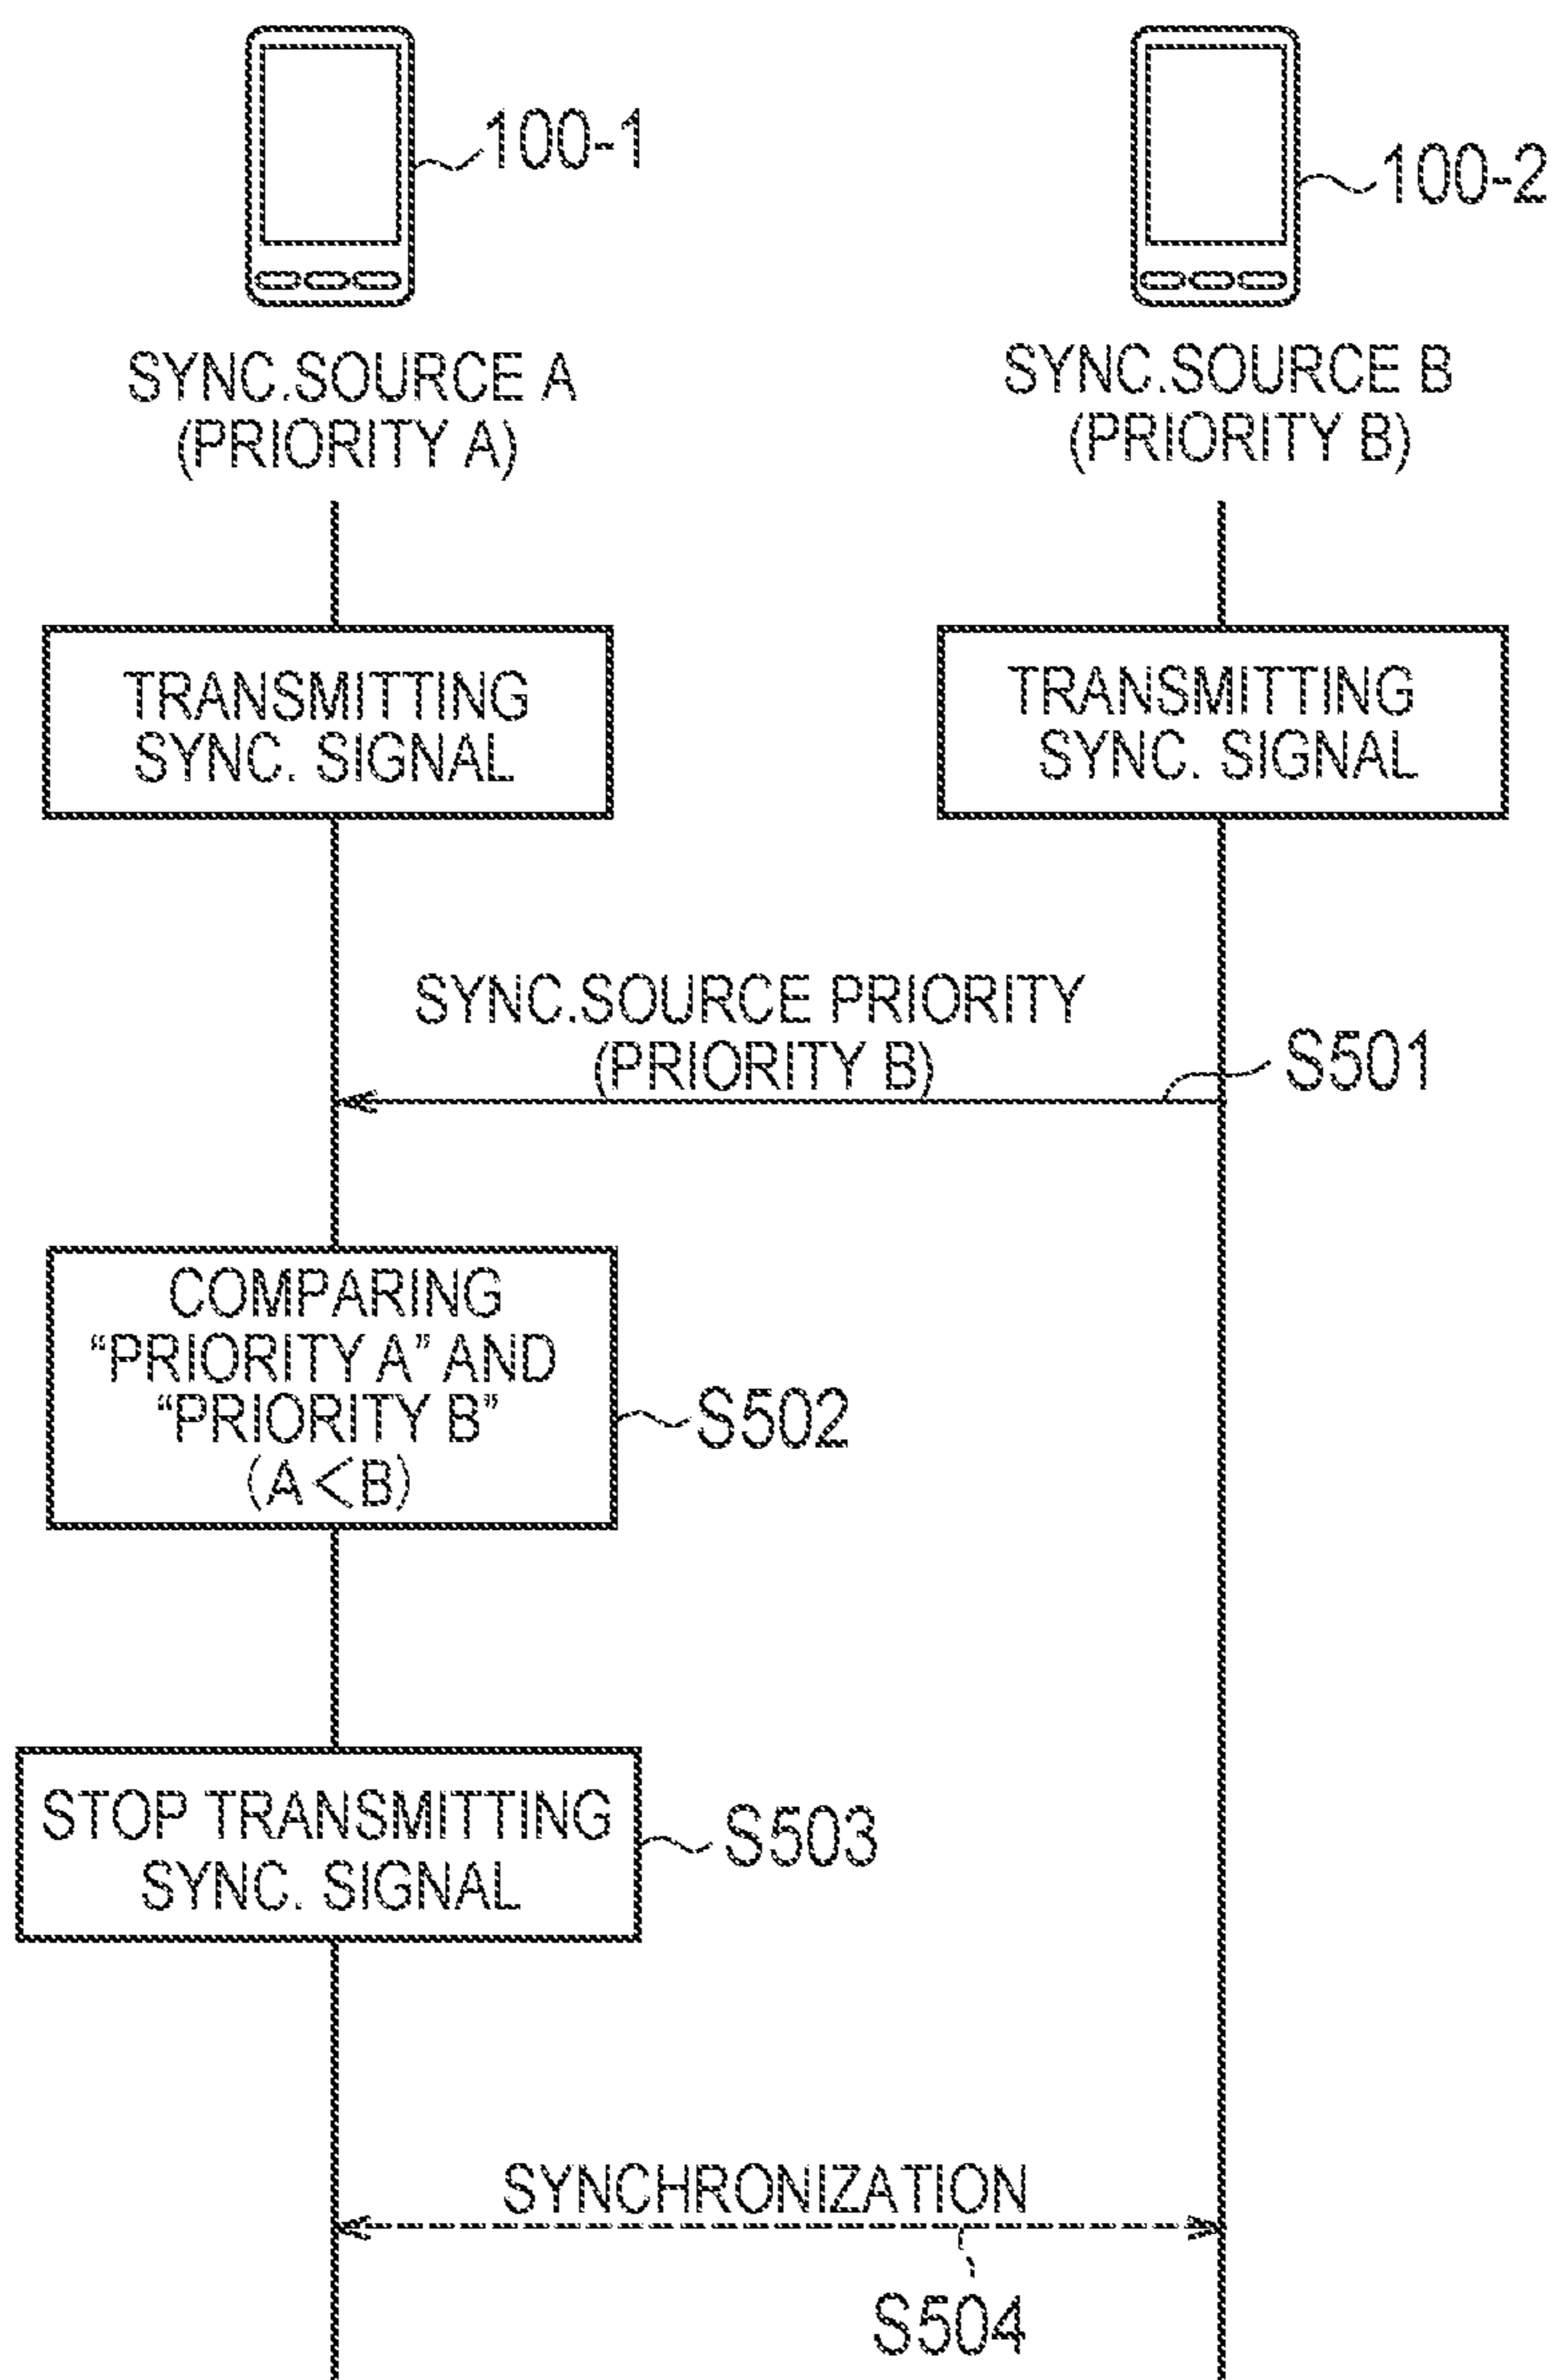 100-1
100-2
SYNC.SOURCE A
(PRIORITY A)
SYNC.SOURCE B
(PRIORITY B)
TRANSMITTING
SYNC. SIGNAL
TRANSMITTING
SYNC. SIGNAL
SYNC.SOURCE PRIORITY
(PRIORITY B)
S501
COMPARING
“PRIORITY A” AND
“PRIORITY B”
(A<B)
S502
STOP TRANSMITTING
SYNC. SIGNAL
S503
SYNCHRONIZATION
S504